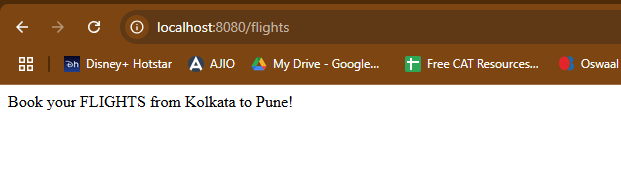 localhost:8080/flights
Disney+ Hotstar AJIO My Drive - Google... Free CAT Resources... Oswaal
Book your FLIGHTS from Kolkata to Pune!